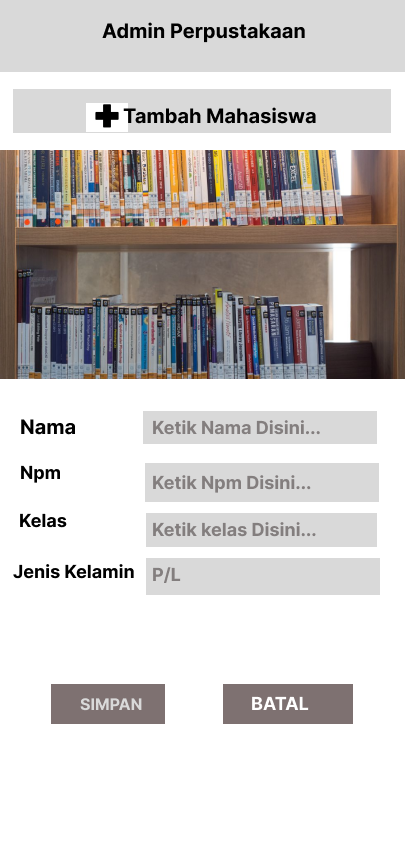 Admin Perpustakaan
Tambah Mahasiswa
Nama
Ketik Nama Disini...
Npm
Ketik Npm Disini...
Kelas
Ketik kelas Disini...
Jenis Kelamin
P/L
SIMPAN
BATAL